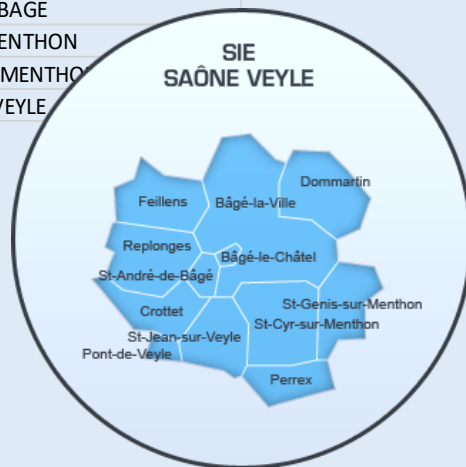 BAGE
ENTHON
MENTHO
VEYLE
SIE
SAÔNE VEYLE
Dommartin
Feillens
Bâgé-la-Ville
Replonges
Bâgé-le-Châtel
St-André-de-Bâgé
St-Genis-sur-Menthon
Crottet
St-Cyr-sur-Menthon
St-Jean-sur-Veyle
Pont-de-Veyle
Perrex